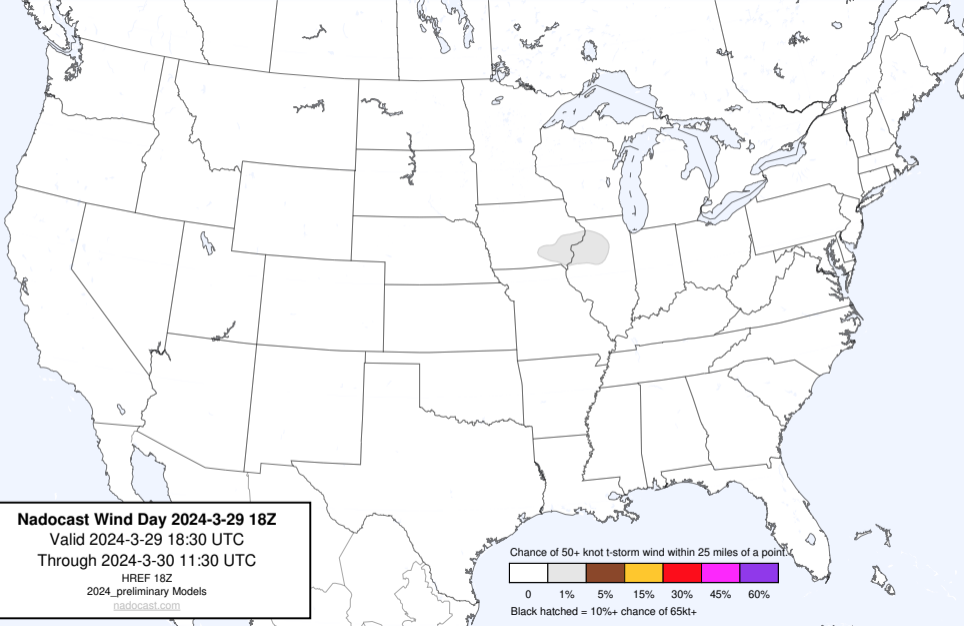 Nadocast Wind Day 2024-3-29 18Z
Valid 2024-3-29 18:30 UTC
Through 2024-3-30 11:30 UTC
HREF 18Z
2024_preliminary Models
nadocast.com
Chance of 50+ knot t-storm wind within 25 miles of a point.
0 1% 5% 15% 30% 45% 60%
Black hatched = 10%+ chance of 65kt+